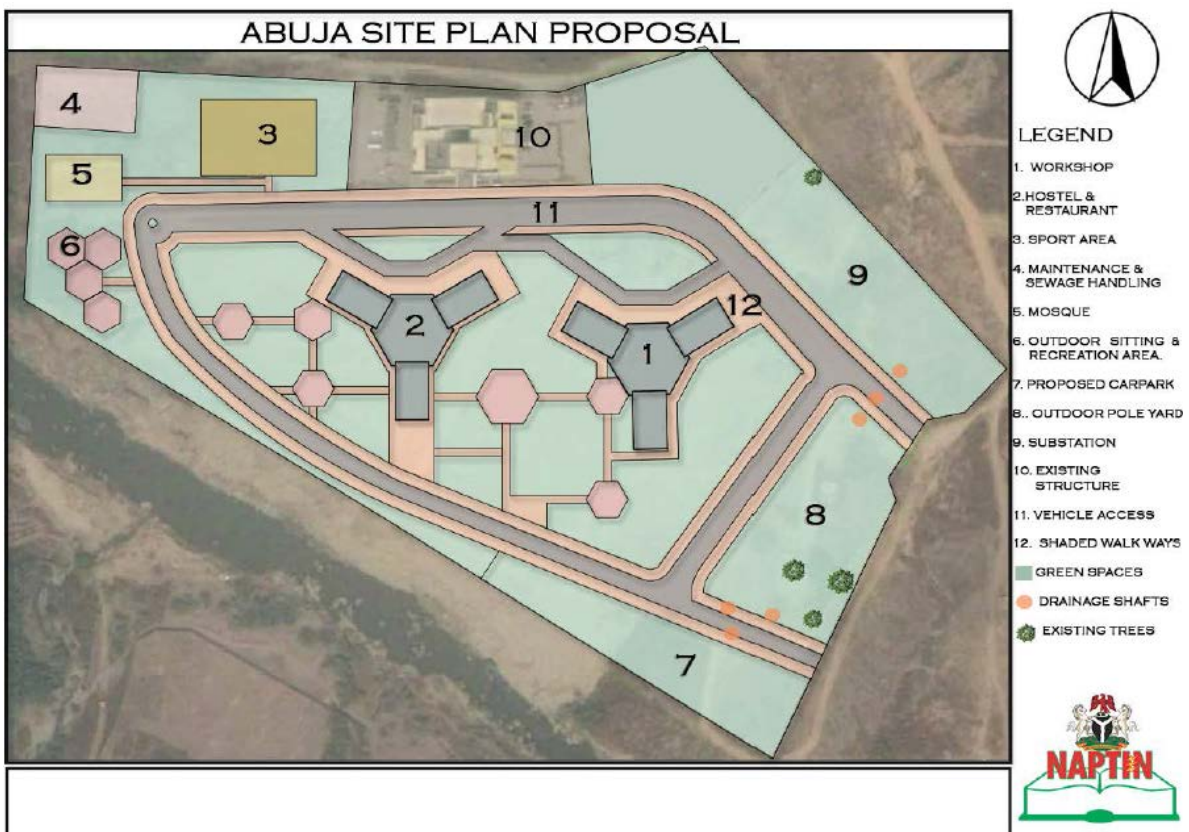 ABUJA SITE PLAN PROPOSAL
4
3
10
5
11
6
9
12
2
1
8
7
LEGEND
1. WORKSHOP
2.HOSTEL &
RESTAURANT
3. SPORT AREA
4. MAINTENANCE &
SEWAGE HANDLING
5. MOSQUE
6. OUTDOOR SITTING &
RECREATION AREA.
7. PROPOSED CARPARK
8.. OUTDOOR POLE YARD
9. SUBSTATION
10. EXISTING
STRUCTURE
11. VEHICLE ACCESS
12. SHADED WALK WAYS
GREEN SPACES
DRAINAGE SHAFTS
EXISTING TREES
NAPTIN